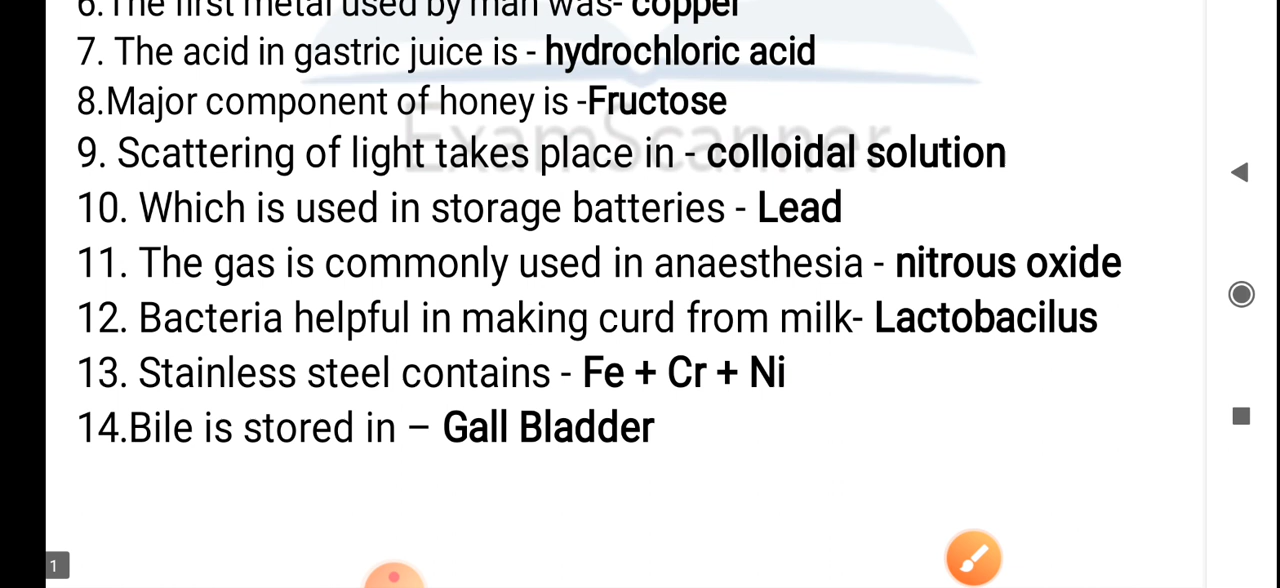 6.The first metal used by man was- copper
7. The acid in gastric juice is - hydrochloric acid
8.Major component of honey is -Fructose
ExamScanner
9. Scattering of light takes place in - colloidal solution
10. Which is used in storage batteries - Lead
11. The gas is commonly used in anaesthesia - nitrous oxide
12. Bacteria helpful in making curd from milk- Lactobacilus
13. Stainless steel contains - Fe + Cr + Ni
14.Bile is stored in – Gall Bladder
1